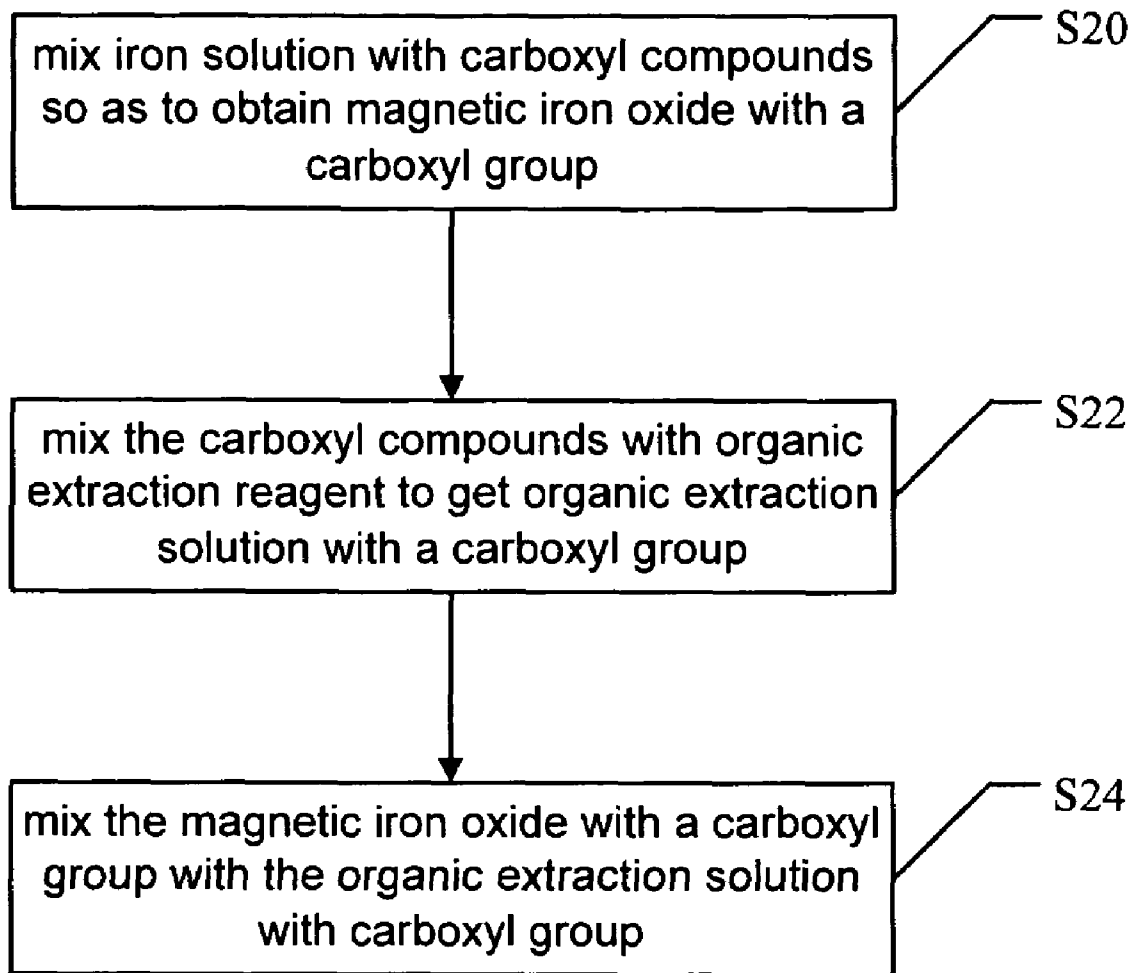 mix iron solution with carboxyl compounds
so as to obtain magnetic iron oxide with a
carboxyl group
S20
mix the carboxyl compounds with organic
extraction reagent to get organic extraction
solution with a carboxyl group
S22
mix the magnetic iron oxide with a carboxyl
group with the organic extraction solution
with carboxyl group
S24